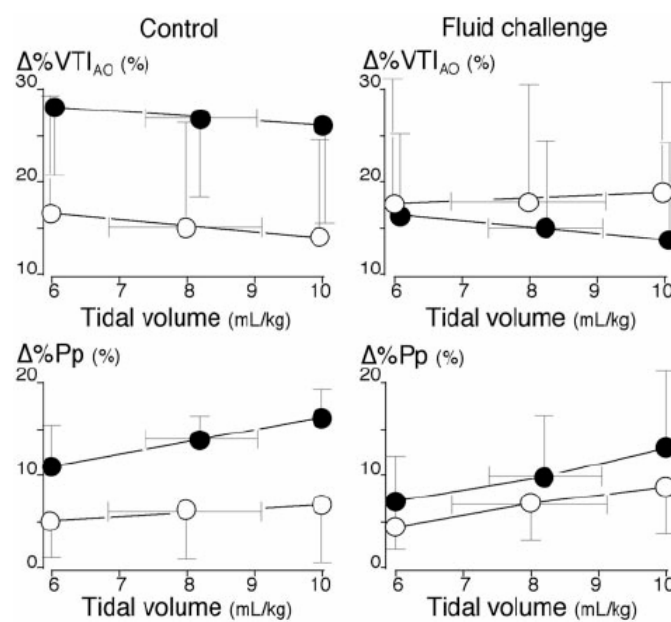 Control
Fluid challenge
Δ%VTI_AO (%)
Δ%VTI_AO (%)
30
20
10
6 7 8 9 10
Tidal volume (mL/kg)
30
20
10
6 7 8 9 10
Tidal volume (mL/kg)
Δ%Pp (%)
Δ%Pp (%)
20
10
0
6 7 8 9 10
Tidal volume (mL/kg)
20
10
0
6 7 8 9 10
Tidal volume (mL/kg)